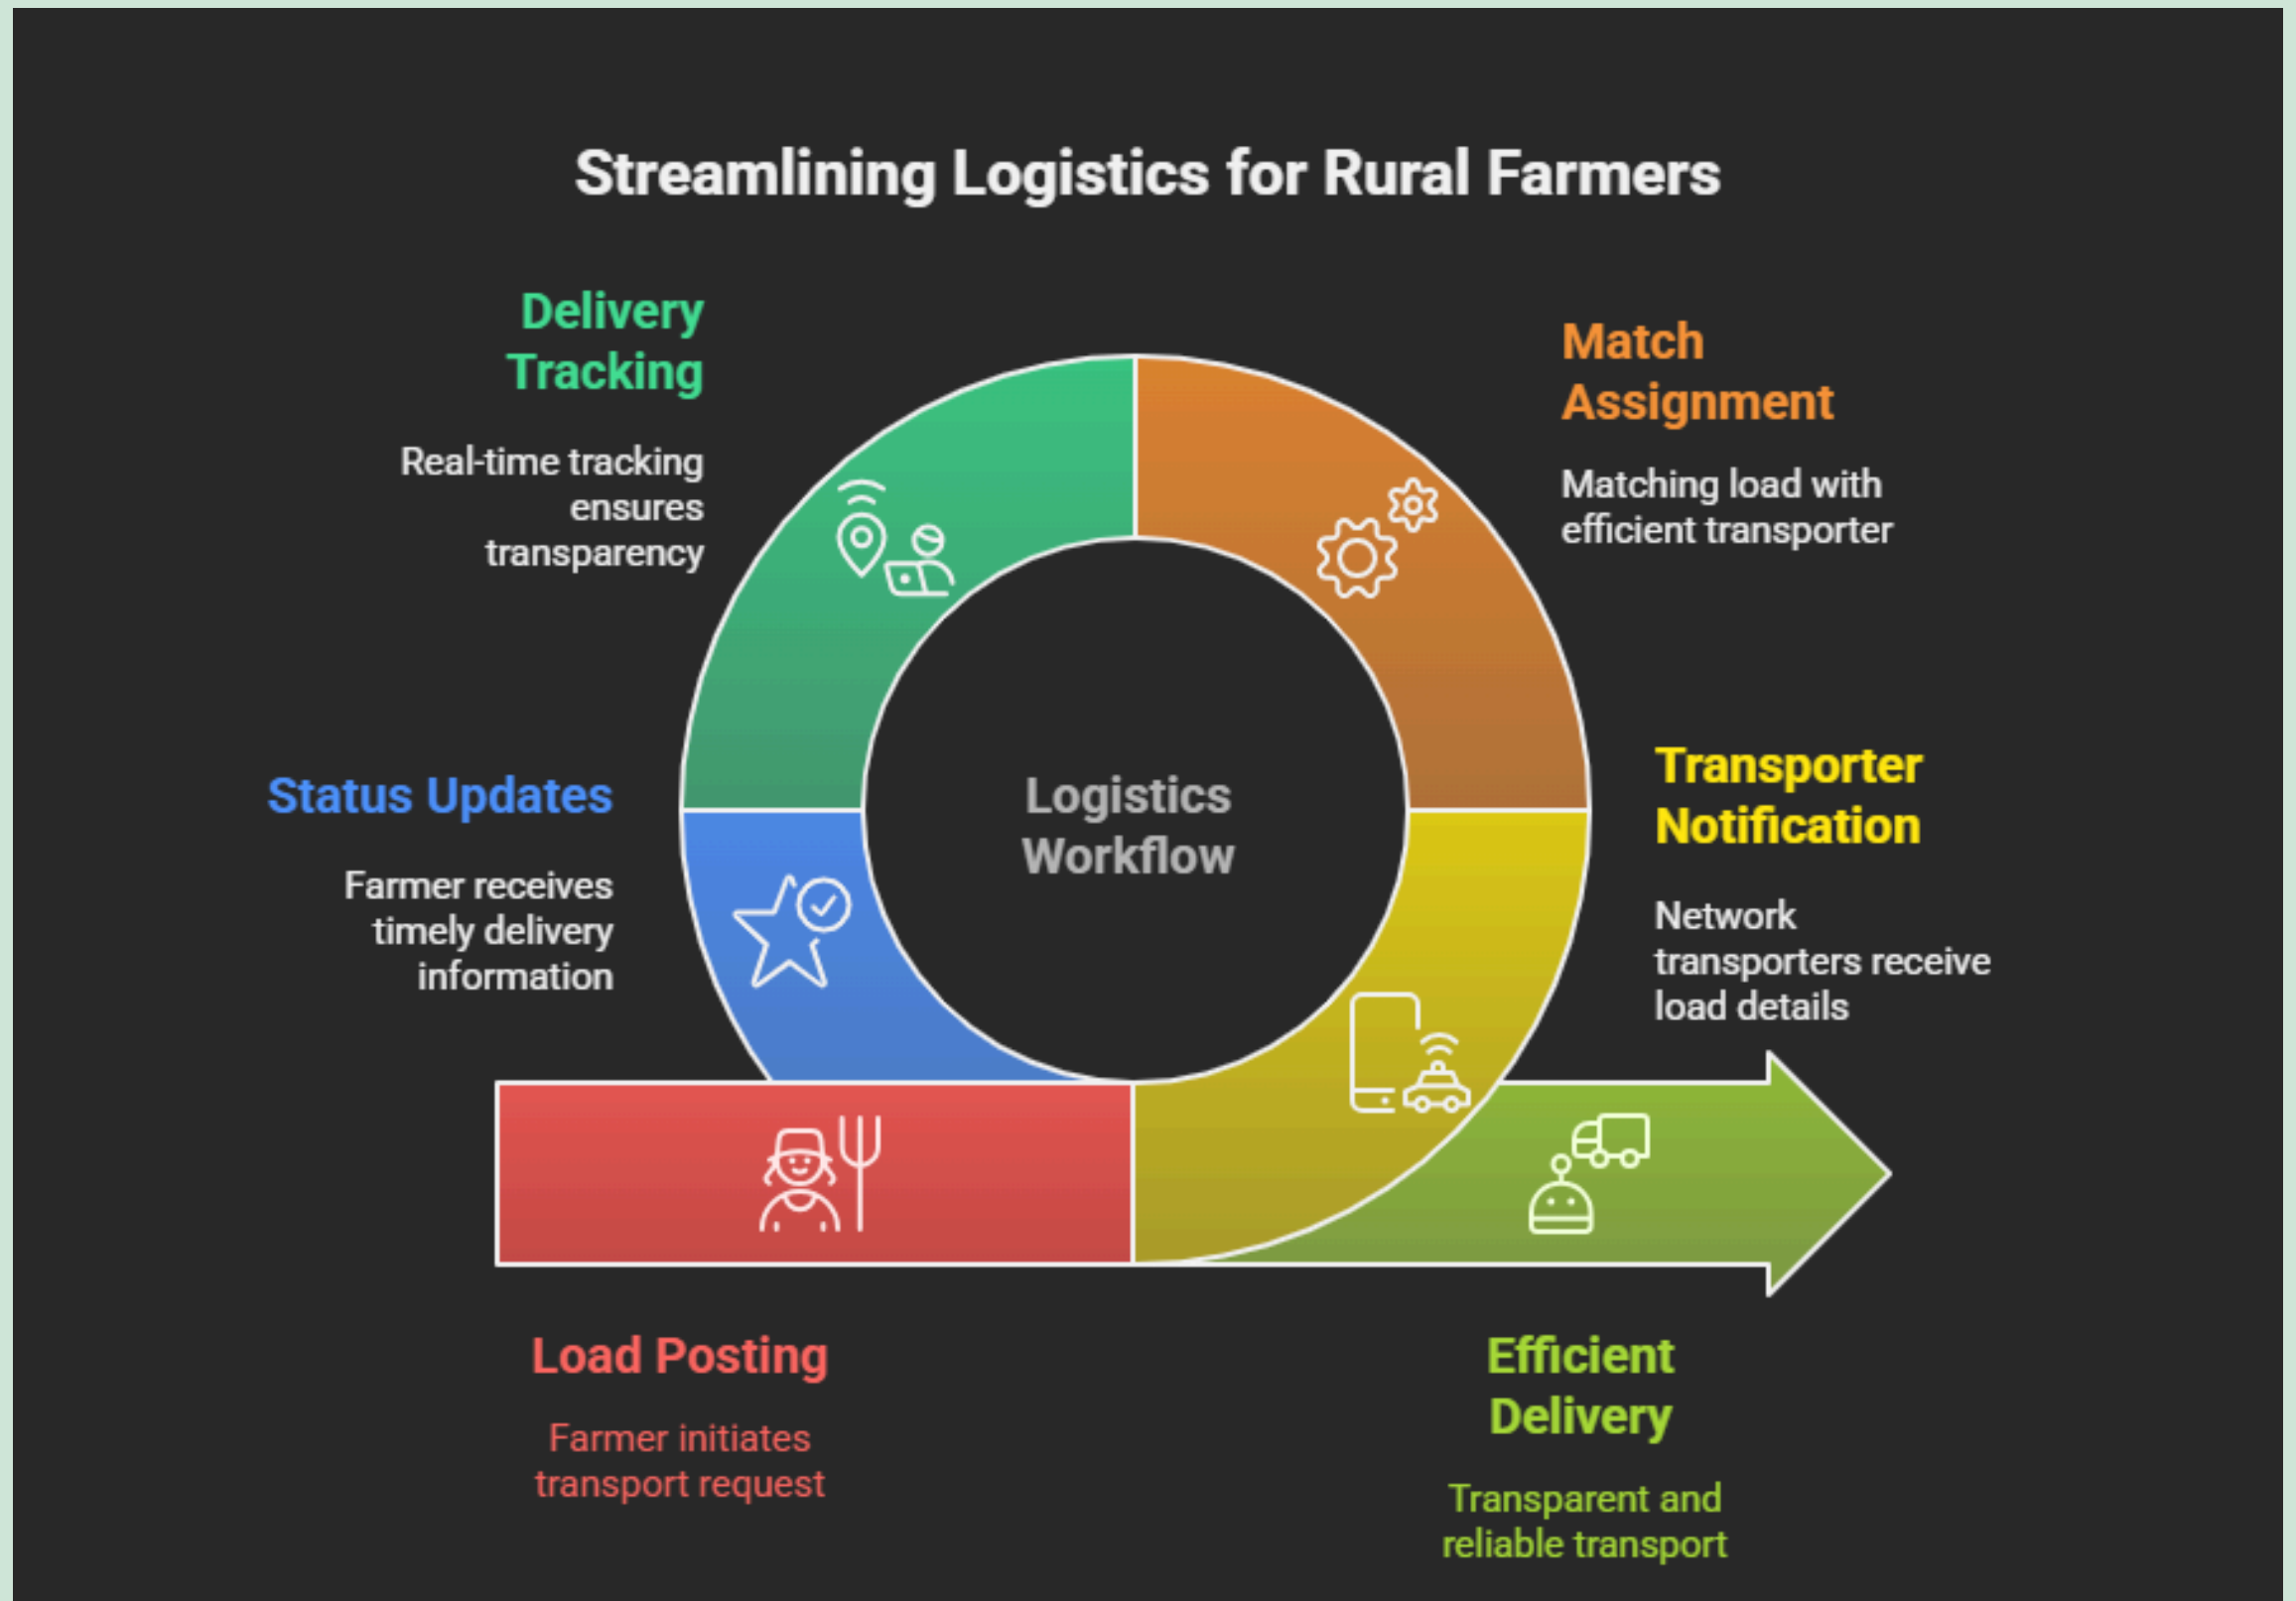 Streamlining Logistics for Rural Farmers
Delivery
Tracking
Real-time tracking
ensures
transparency
Match
Assignment
Matching load with
efficient transporter
Status Updates
Farmer receives
timely delivery
information
Logistics
Workflow
Transporter
Notification
Network
transporters receive
load details
Load Posting
Farmer initiates
transport request
Efficient
Delivery
Transparent and
reliable transport